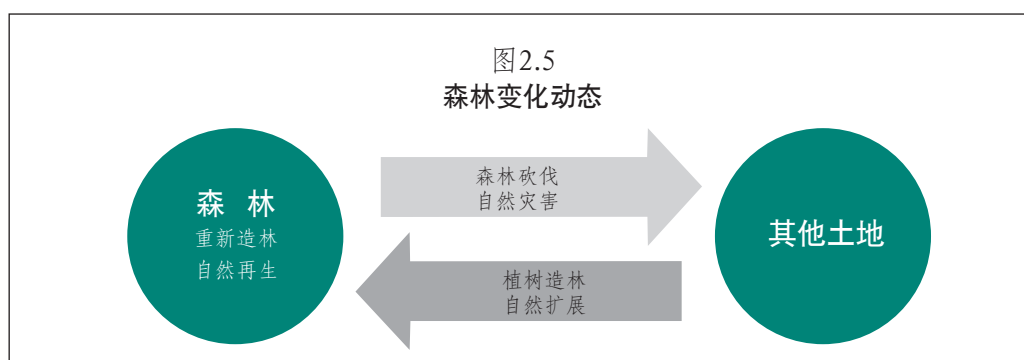 图2.5
森林变化动态
森 林
重新造林
自然再生
森林砍伐
自然灾害
植树造林
自然扩展
其他土地